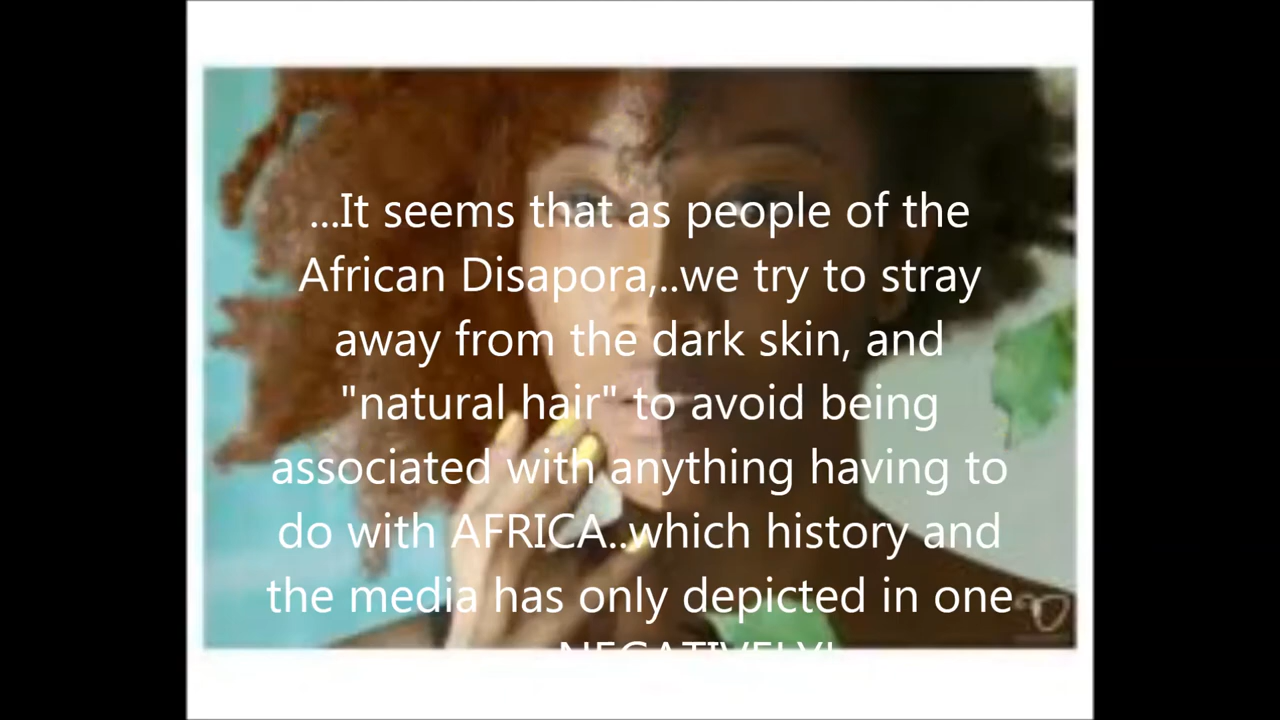 ...It seems that as people of the
African Disapora,..we try to stray
away from the dark skin, and
"natural hair" to avoid being
associated with anything having to
do with AFRICA..which history and
the media has only depicted in one
NEGATIVELY!